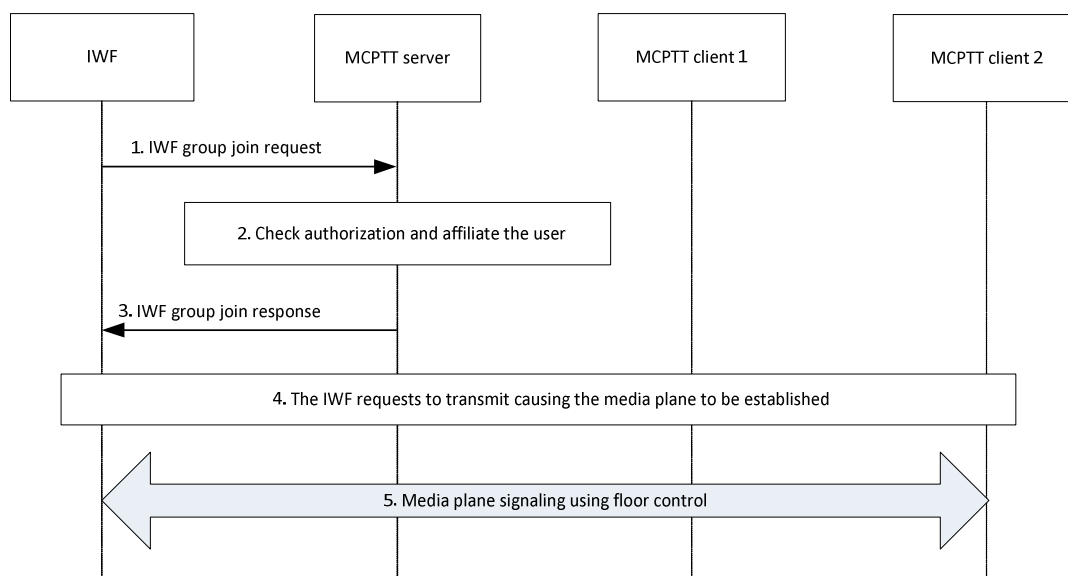 IWF
MCPTT server
MCPTT client 1
MCPTT client 2
1. IWF group join request
2. Check authorization and affiliate the user
3. IWF group join response
4. The IWF requests to transmit causing the media plane to be established
5. Media plane signaling using floor control